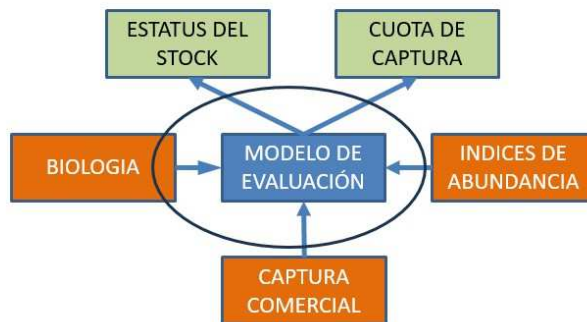 ESTATUS DEL
STOCK
CUOTA DE
CAPTURA
BIOLOGIA
MODELO DE
EVALUACIÓN
INDICES DE
ABUNDANCIA
CAPTURA
COMERCIAL